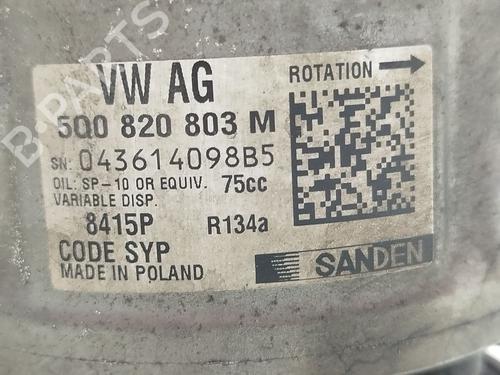 VW AG
ROTATION →
5Q0 820 803 M
SN: 043614098B5
OIL: SP-10 OR EQUIV. 75cc
VARIABLE DISP.
8415P R134a
CODE SYP
MADE IN POLAND
SANDEN
B-PARTS